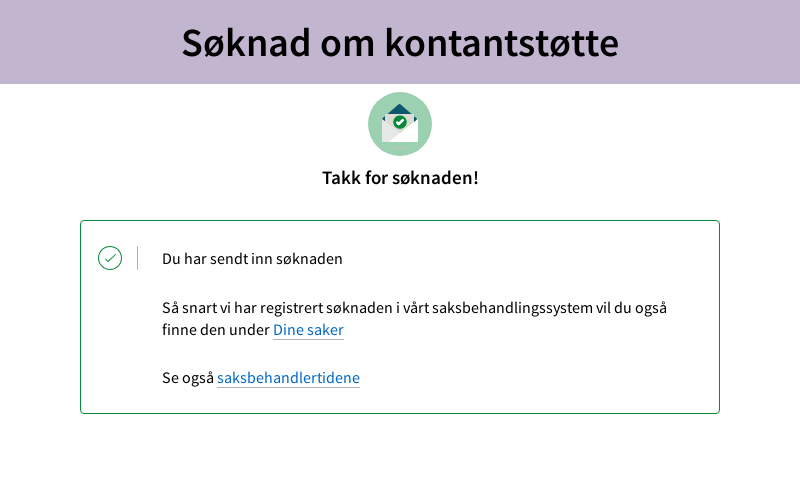 Søknad om kontantstøtte
Takk for søknaden!
Du har sendt inn søknaden
Så snart vi har registrert søknaden i vårt saksbehandlingssystem vil du også
finne den under Dine saker
Se også saksbehandlertidene